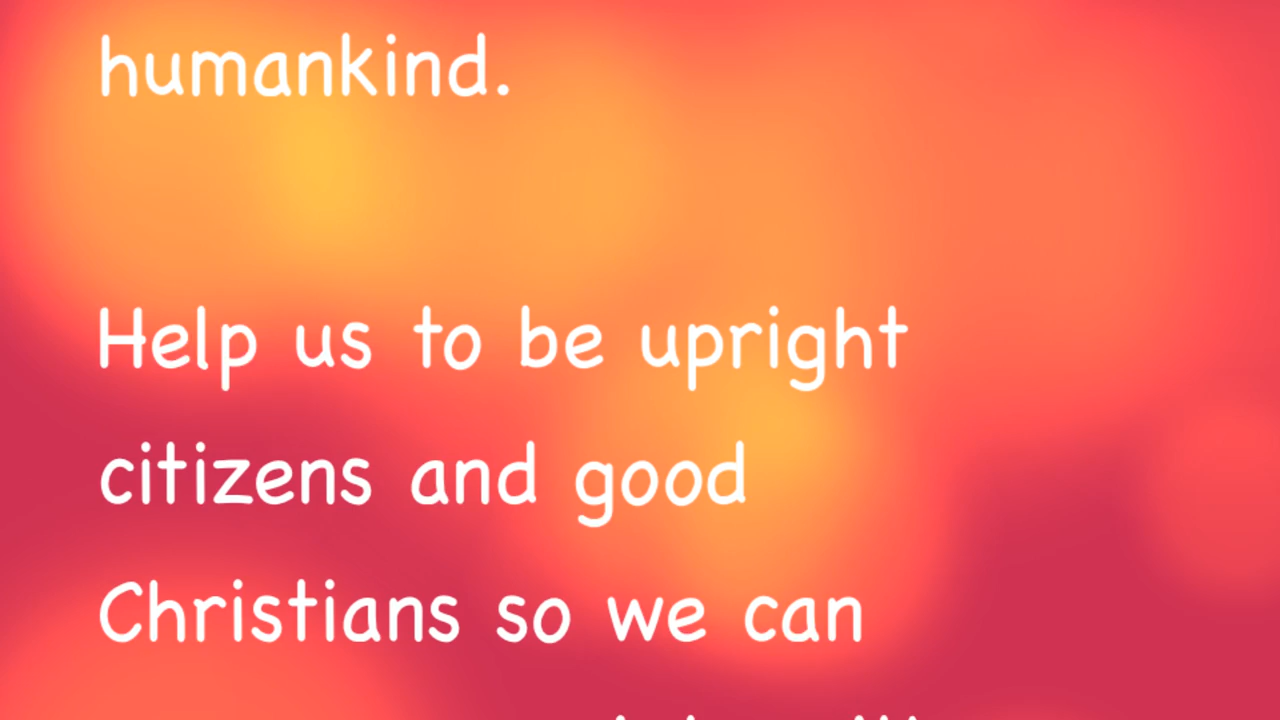 humankind.
Help us to be upright
citizens and good
Christians so we can